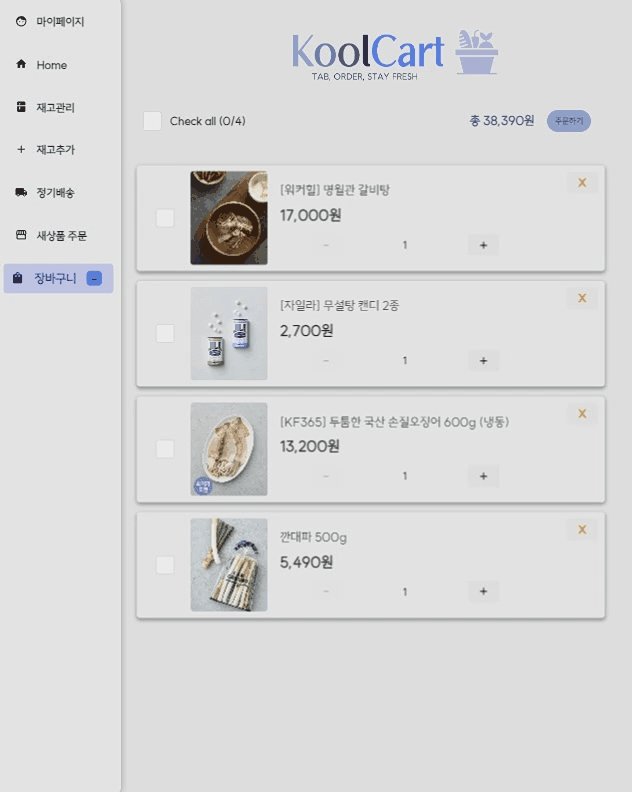 마이페이지
Home
재고관리
재고추가
정기배송
새상품 주문
장바구니
KoolCart
TAB, ORDER, STAY FRESH
Check all (0/4)
총 38,390원
주문하기
[워커힐] 명월관 갈비탕
X
17,000원
− 1 +
[자일라] 무설탕 캔디 2종
X
2,700원
− 1 +
[KF365] 두툼한 국산 손질오징어 600g (냉동)
X
13,200원
− 1 +
깐대파 500g
X
5,490원
− 1 +